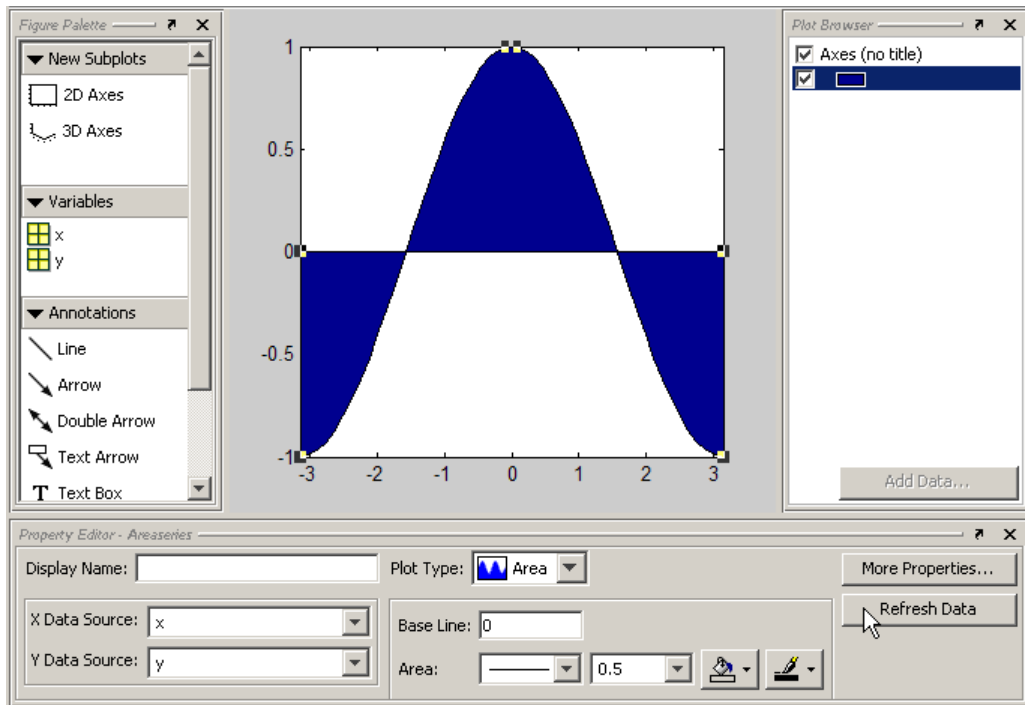 Figure Palette
New Subplots
2D Axes
3D Axes
Variables
x
y
Annotations
Line
Arrow
Double Arrow
Text Arrow
T Text Box
1
0.5
0
-0.5
-1
-3 -2 -1 0 1 2 3
Plot Browser
Axes (no title)
Add Data...
Property Editor - Areaseries
Display Name:
Plot Type: Area
More Properties...
X Data Source: x
Base Line: 0
Refresh Data
Y Data Source: y
Area: 0.5